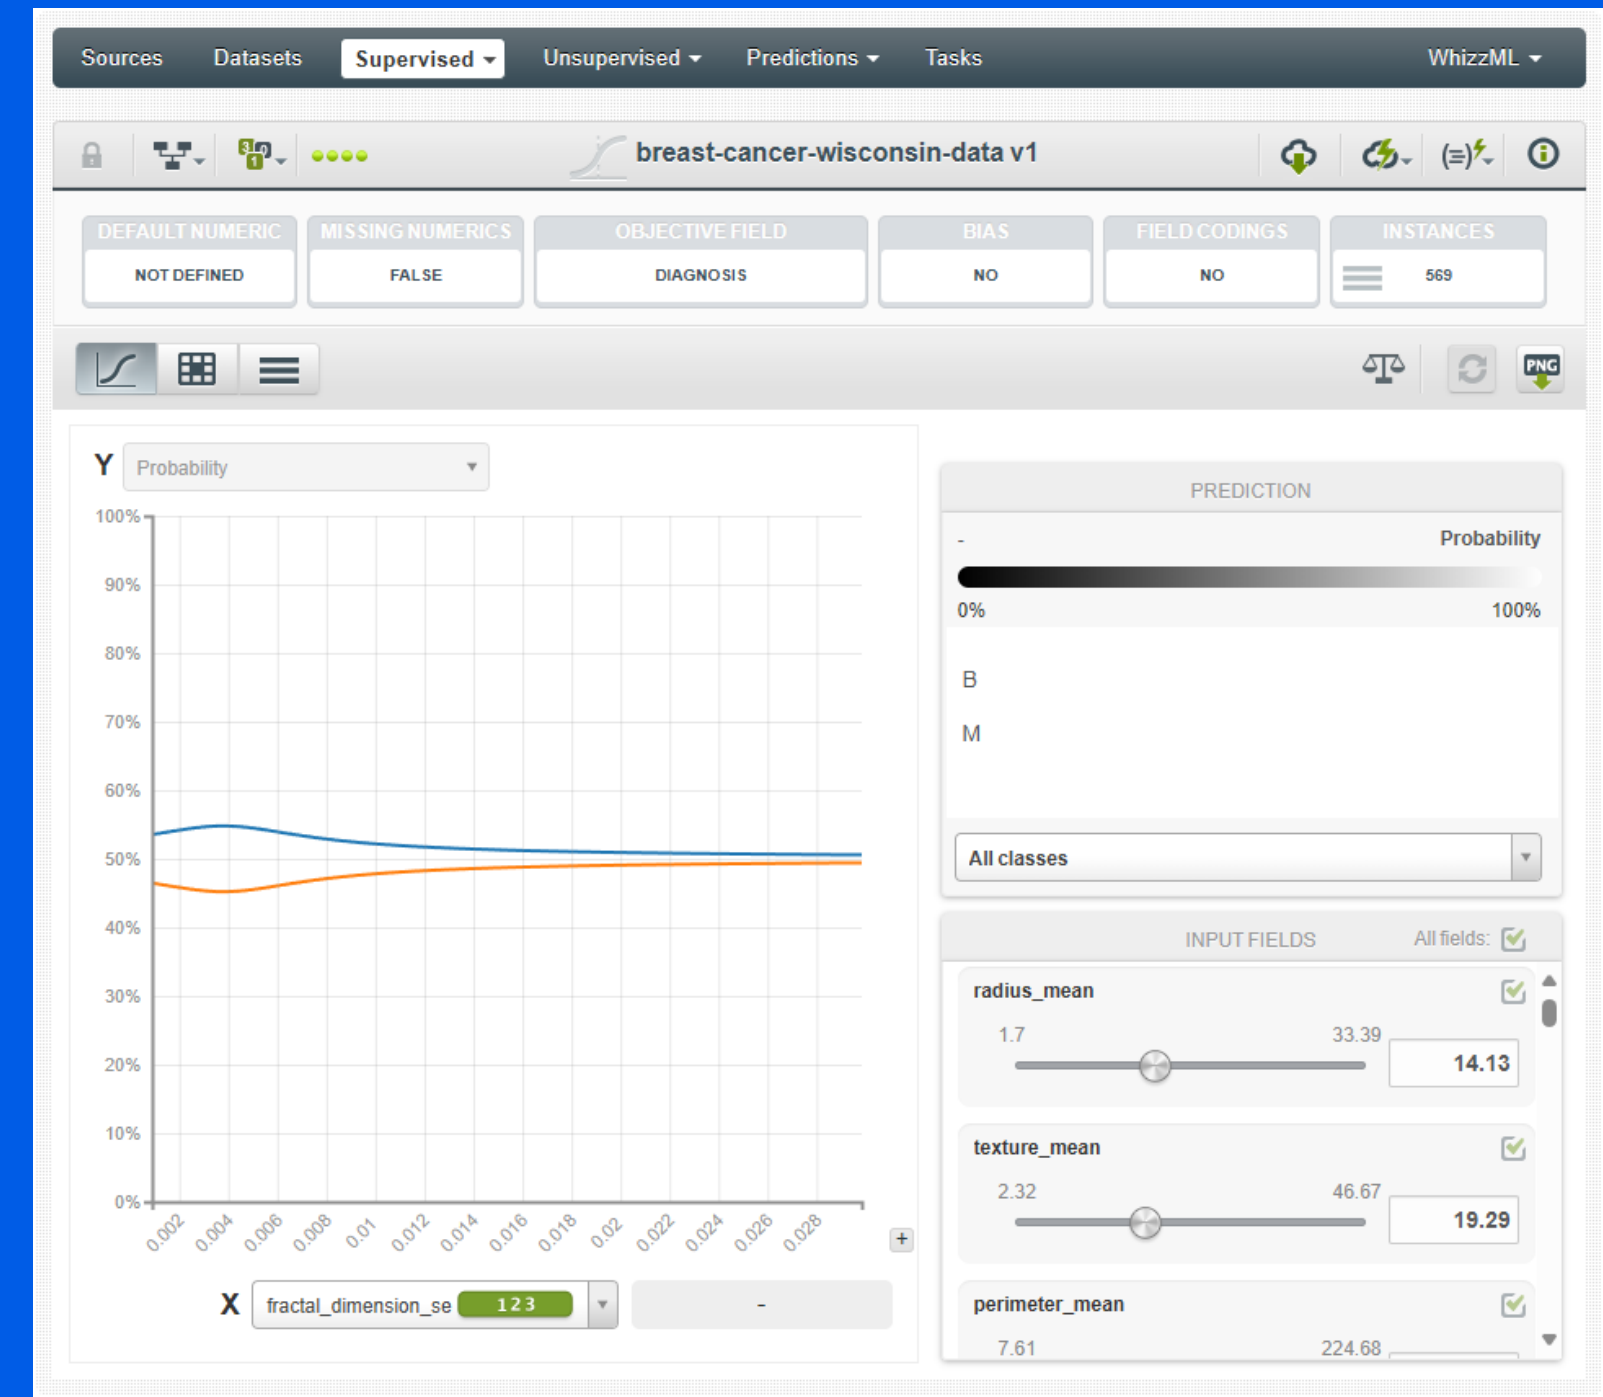 Sources Datasets Supervised Unsupervised Predictions Tasks WhizzML
3 0 1 breast-cancer-wisconsin-data v1 (=) i
DEFAULT NUMERIC MISSING NUMERICS OBJECTIVE FIELD BIAS FIELD CODINGS INSTANCES
NOT DEFINED FALSE DIAGNOSIS NO NO 569
PNG
Y Probability
100%
90%
80%
70%
60%
50%
40%
30%
20%
10%
0%
0.002 0.004 0.006 0.008 0.01 0.012 0.014 0.016 0.018 0.02 0.022 0.024 0.026 0.028
+
X fractal_dimension_se 123 -
PREDICTION
- Probability
0% 100%
B
M
All classes
INPUT FIELDS All fields:
radius_mean
1.7 33.39
14.13
texture_mean
2.32 46.67
19.29
perimeter_mean
7.61 224.68